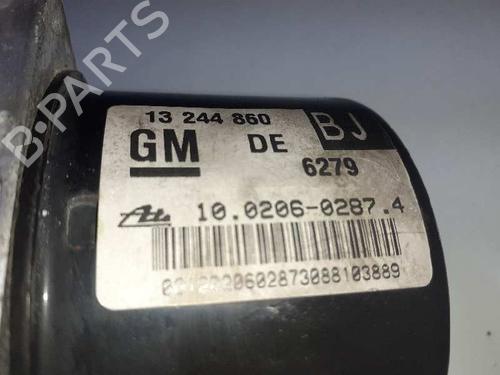 13 244 860 BJ
GM DE
6279
Ate 10.0206-0287.4
B-PARTS